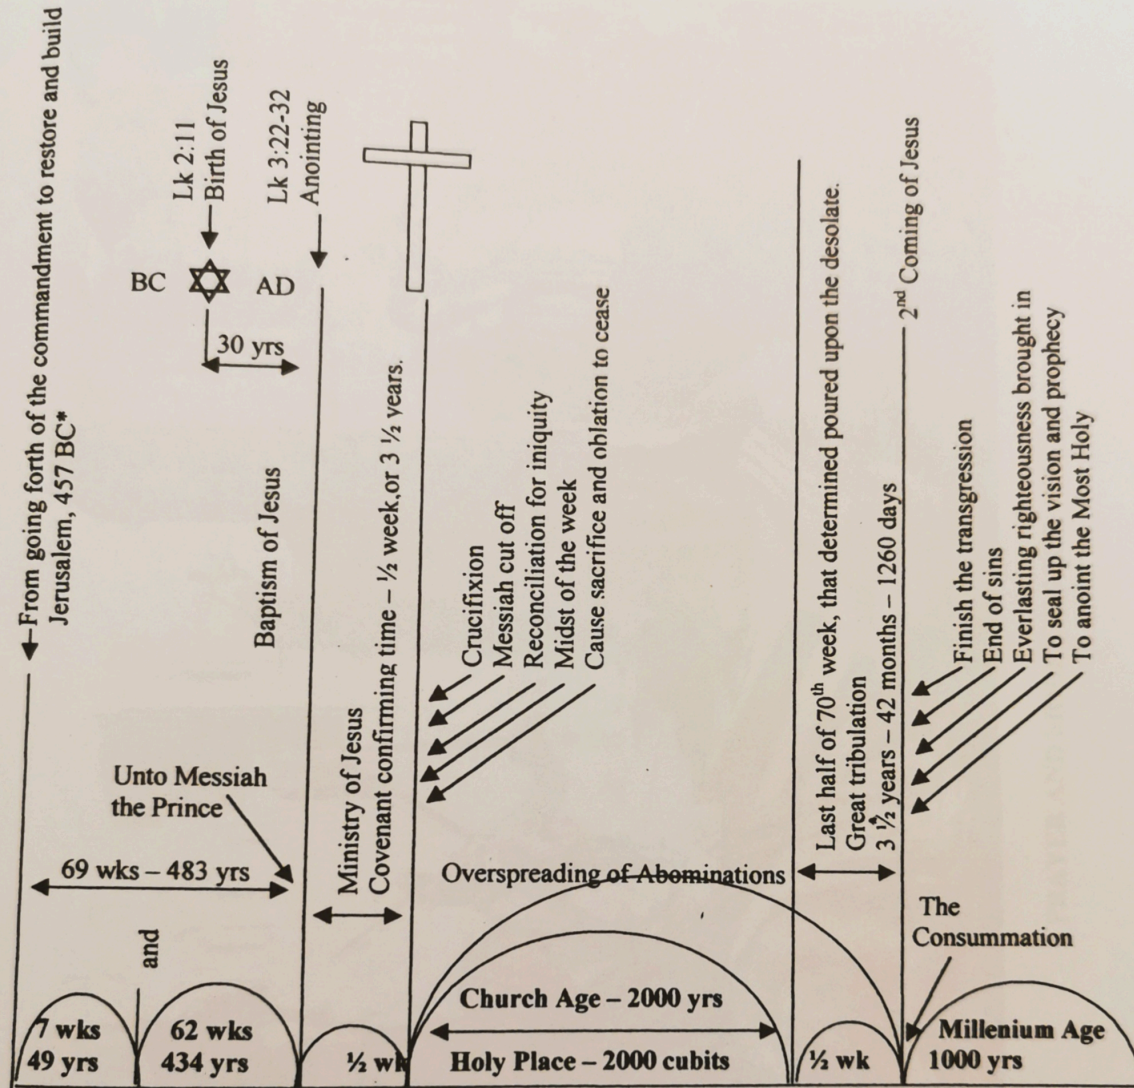 From going forth of the commandment to restore and build
Jerusalem, 457 BC*
Lk 2:11
Birth of Jesus
Lk 3:22-32
Anointing
BC
AD
30 yrs
Baptism of Jesus
Unto Messiah
the Prince
69 wks – 483 yrs
and
7 wks
49 yrs
62 wks
434 yrs
Ministry of Jesus
Covenant confirming time – ½ week,or 3 ½ years.
½ wk
Crucifixion
Messiah cut off
Reconciliation for iniquity
Midst of the week
Cause sacrifice and oblation to cease
Overspreading of Abominations
Church Age – 2000 yrs
Holy Place – 2000 cubits
Last half of 70th week, that determined poured upon the desolate.
Great tribulation
3 ½ years – 42 months – 1260 days
½ wk
2nd Coming of Jesus
Finish the transgression
End of sins
Everlasting righteousness brought in
To seal up the vision and prophecy
To anoint the Most Holy
The
Consummation
Millenium Age
1000 yrs